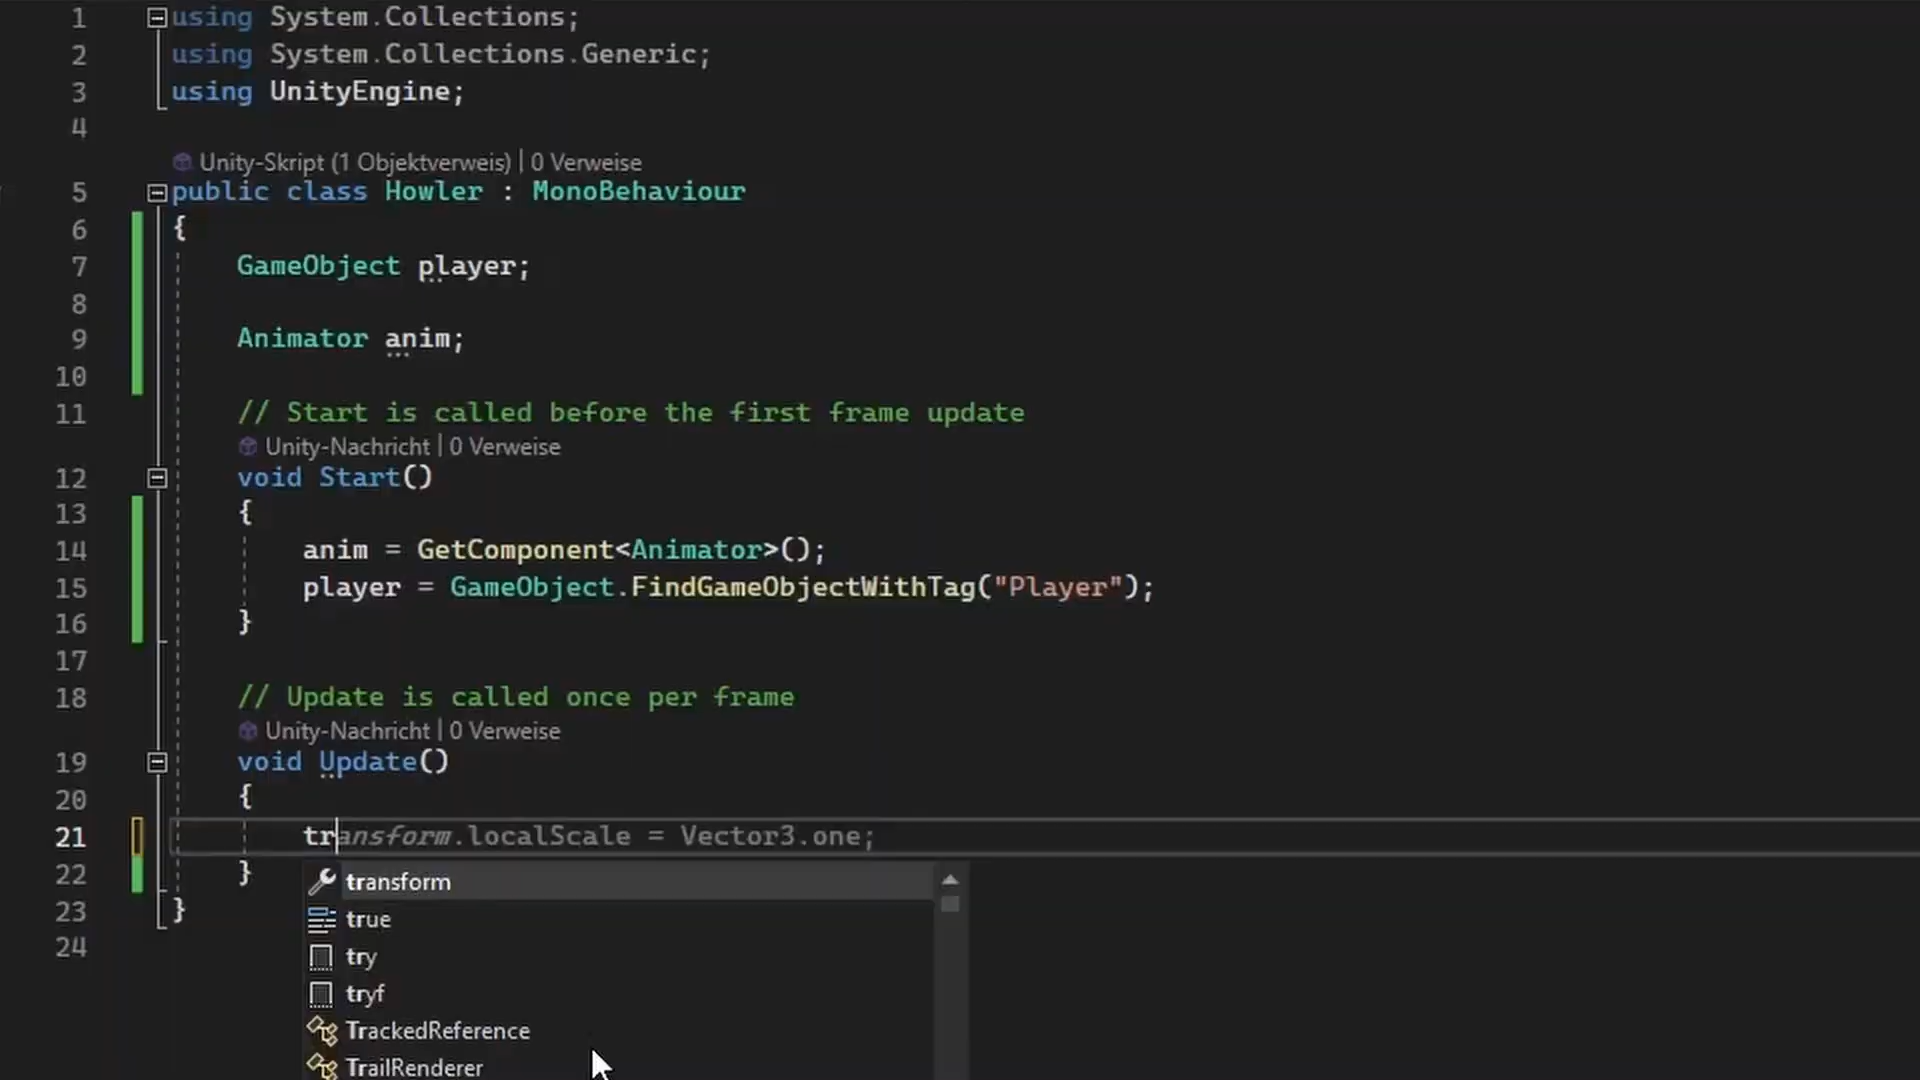 1 using System.Collections;
2 using System.Collections.Generic;
3 using UnityEngine;
4
Unity-Skript (1 Objektverweis) | 0 Verweise
5 public class Howler : MonoBehaviour
6 {
7 GameObject player;
8
9 Animator anim;
10
11 // Start is called before the first frame update
Unity-Nachricht | 0 Verweise
12 void Start()
13 {
14 anim = GetComponent<Animator>();
15 player = GameObject.FindGameObjectWithTag("Player");
16 }
17
18 // Update is called once per frame
Unity-Nachricht | 0 Verweise
19 void Update()
20 {
21 transform.localScale = Vector3.one;
22 }
transform
23 }
true
24
try
tryf
TrackedReference
TrailRenderer